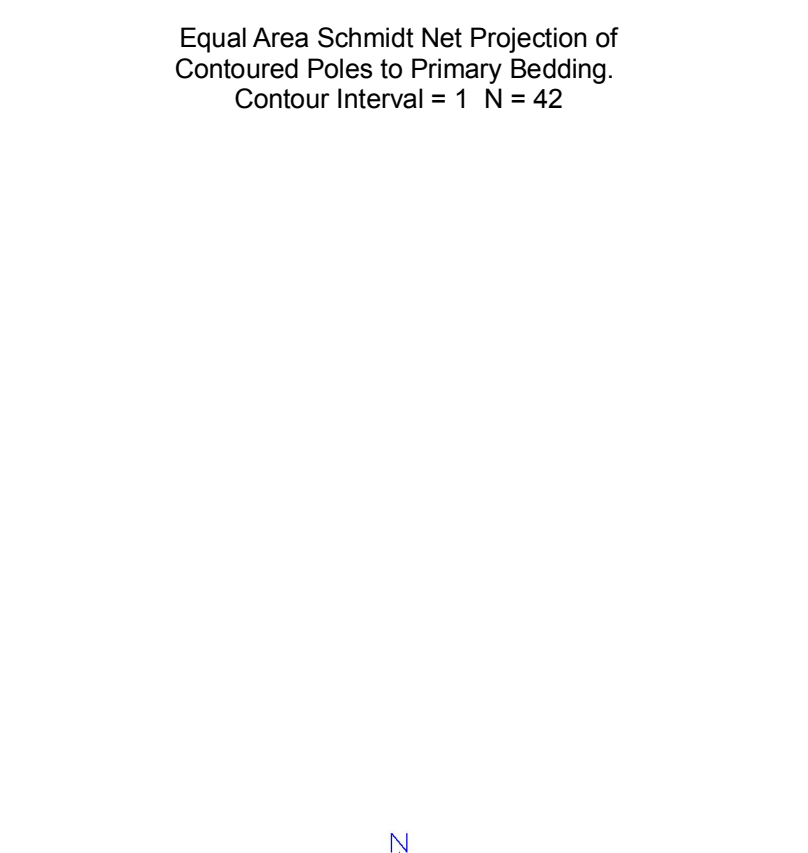 Equal Area Schmidt Net Projection of
Contoured Poles to Primary Bedding.
Contour Interval = 1 N = 42
N